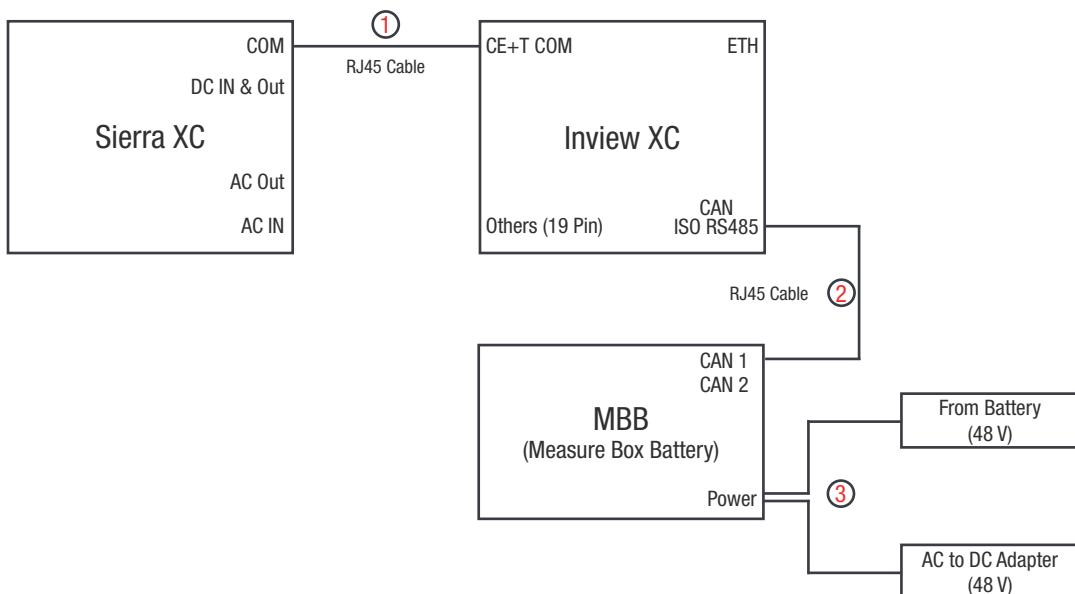 1
COM
CE+T COM
ETH
RJ45 Cable
DC IN & Out
Sierra XC
Inview XC
AC Out
AC IN
Others (19 Pin)
CAN
ISO RS485
RJ45 Cable
2
CAN 1
CAN 2
MBB
(Measure Box Battery)
Power
3
From Battery
(48 V)
AC to DC Adapter
(48 V)